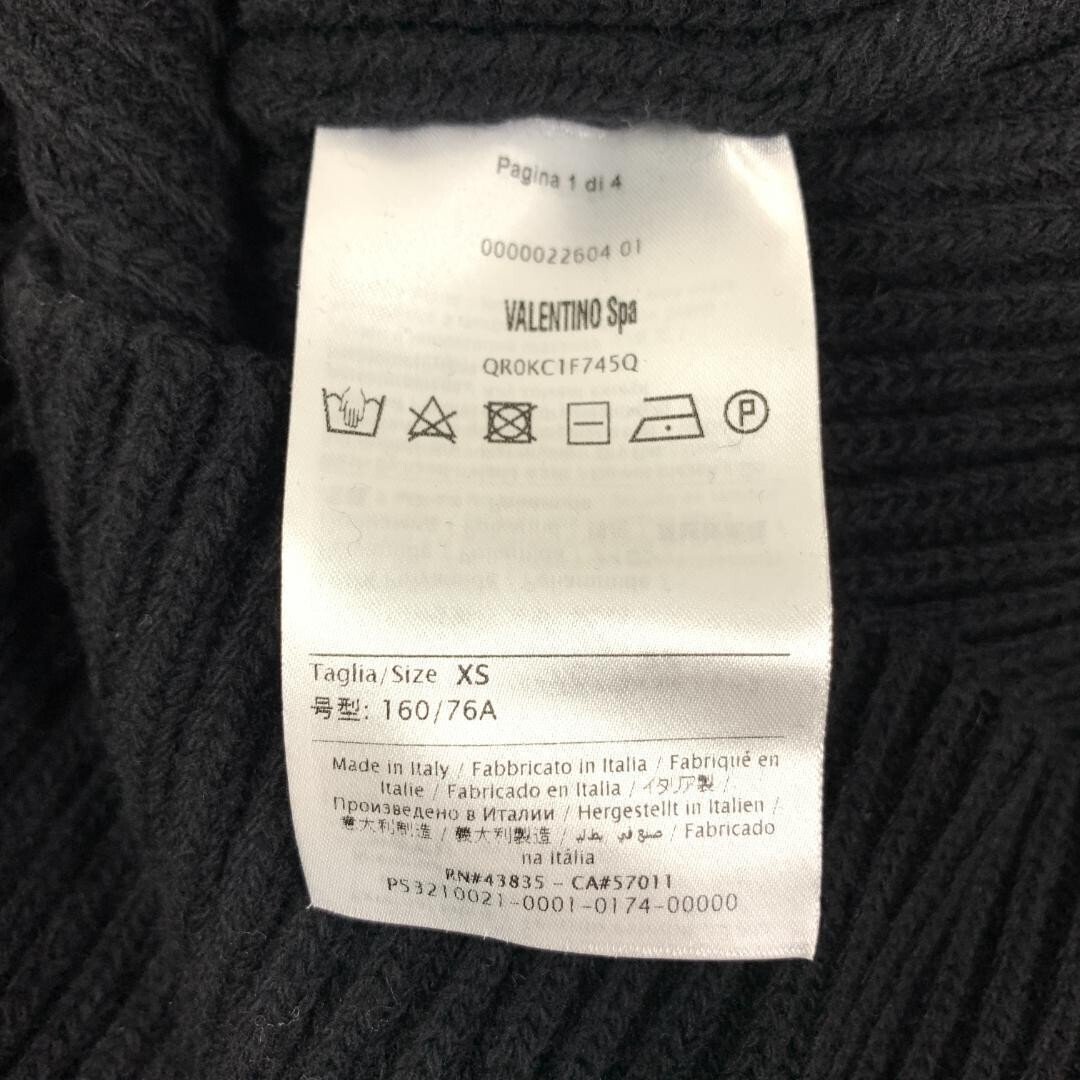 Pagina 1 di 4
0000022604 01
VALENTINO Spa
QR0KC1F745Q
P
Taglia/Size XS
号型: 160/76A
Made in Italy / Fabbricato in Italia / Fabriqué en
Italie / Fabricado en Italia / イタリア製 /
Произведено в Италии / Hergestellt in Italien /
意大利制造 / 義大利製造 / صنع في / Fabricado
na Itália
RN#43835 - CA#57011
PS3210021-0001-0174-00000